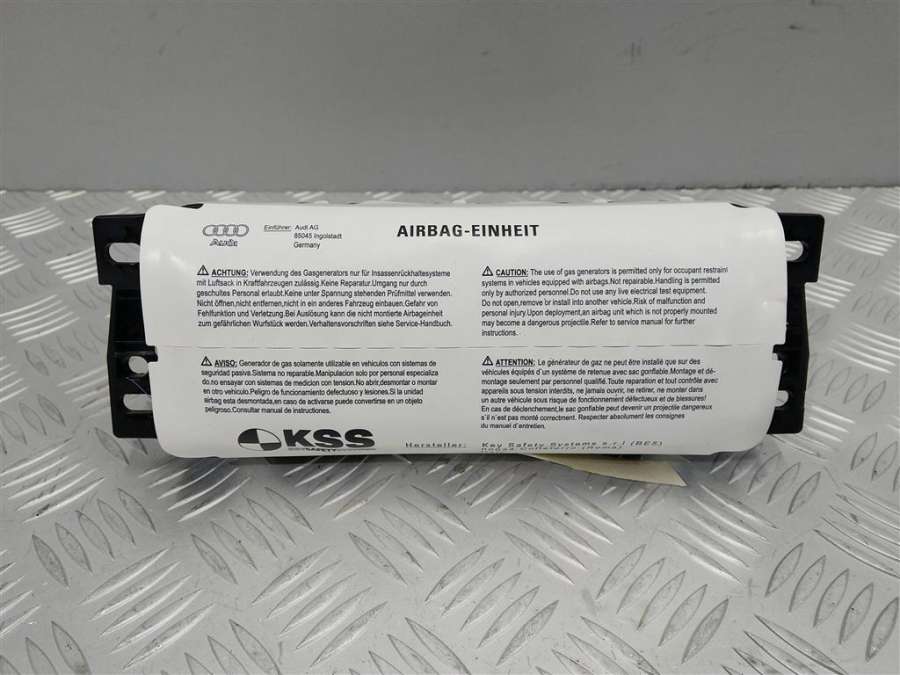 Audi
Einführer: Audi AG
85045 Ingolstadt
Germany
AIRBAG-EINHEIT
ACHTUNG: Verwendung des Gasgenerators nur für Insassenrückhaltesysteme
mit Luftsack in Kraftfahrzeugen zulässig.Keine Reparatur.Umgang nur durch
geschultes Personal erlaubt.Keine unter Spannung stehenden Prüfmittel verwenden.
Nicht öffnen,nicht entfernen,nicht in ein anderes Fahrzeug einbauen.Gefahr von
Fehlfunktion und Verletzung.Bei Auslösung kann die nicht montierte Airbageinheit
zum gefährlichen Wurfstück werden.Verhaltensvorschriften siehe Service-Handbuch.
CAUTION: The use of gas generators is permitted only for occupant restraint
systems in vehicles equipped with airbags.Not repairable.Handling is permitted
only by authorized personnel.Do not use any live electrical test equipment.
Do not open,remove or install into another vehicle.Risk of malfunction and
personal injury.Upon deployment,an airbag unit which is not properly mounted
may become a dangerous projectile.Refer to service manual for further
instructions.
AVISO: Generador de gas solamente utilizable en vehiculos con sistemas de
seguridad pasiva.Sistema no reparable.Manipulacion solo por personal especializa
do.no ensayar con sistemas de medicion con tension.No abrir,desmontar o montar
en otro vehiculo.Peligro de funcionamiento defectuoso y lesiones.Si la unidad
airbag esta desmontada,en caso de activarse puede convertirse en un objeto
peligroso.Consultar manual de instrucciones.
ATTENTION: Le générateur de gaz ne peut être installé que sur des
véhicules équipés d'un système de retenue avec sac gonflable.Montage et dé-
montage seulement par personnel qualifié.Toute reparation et tout contrôle avec
appareils sous tension interdits, ne jamais ouvrir, ne retirer, ne monter dans
un autre véhicule sous risque de fonctionnement défectueux et de blessures!
En cas de déclenchement,le sac gonflable peut devenir un projectile dangereux
s'il n'est pas monté correctement. Respecter absolument les consignes
du manuel d'entretien.
KSS
Hersteller: Key Safety Systems s.r.l (RES)